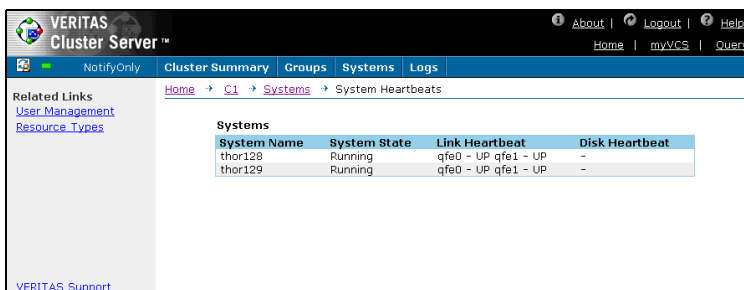 VERITAS
Cluster Server™
About | Logout | Help
Home | myVCS |
NotifyOnly
Cluster Summary Groups Systems Logs
Related Links
User Management
Resource Types
Home → C1 → Systems → System Heartbeats
Systems
System Name System State Link Heartbeat Disk Heartbeat
thor128 Running qfe0 - UP qfe1 - UP -
thor129 Running qfe0 - UP qfe1 - UP -
VERITAS Support